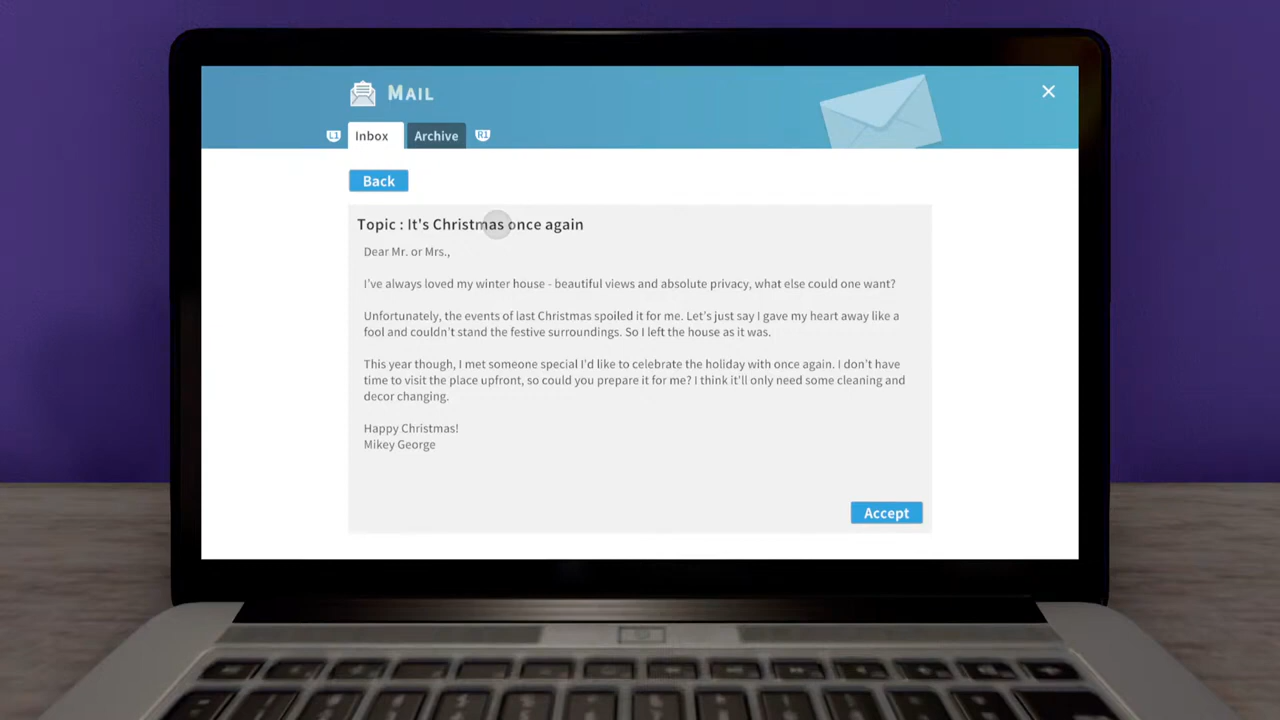 MAIL
L1 Inbox Archive R1
Back
Topic : It's Christmas once again
Dear Mr. or Mrs.,
I've always loved my winter house - beautiful views and absolute privacy, what else could one want?
Unfortunately, the events of last Christmas spoiled it for me. Let's just say I gave my heart away like a
fool and couldn't stand the festive surroundings. So I left the house as it was.
This year though, I met someone special I'd like to celebrate the holiday with once again. I don't have
time to visit the place upfront, so could you prepare it for me? I think it'll only need some cleaning and
decor changing.
Happy Christmas!
Mikey George
Accept